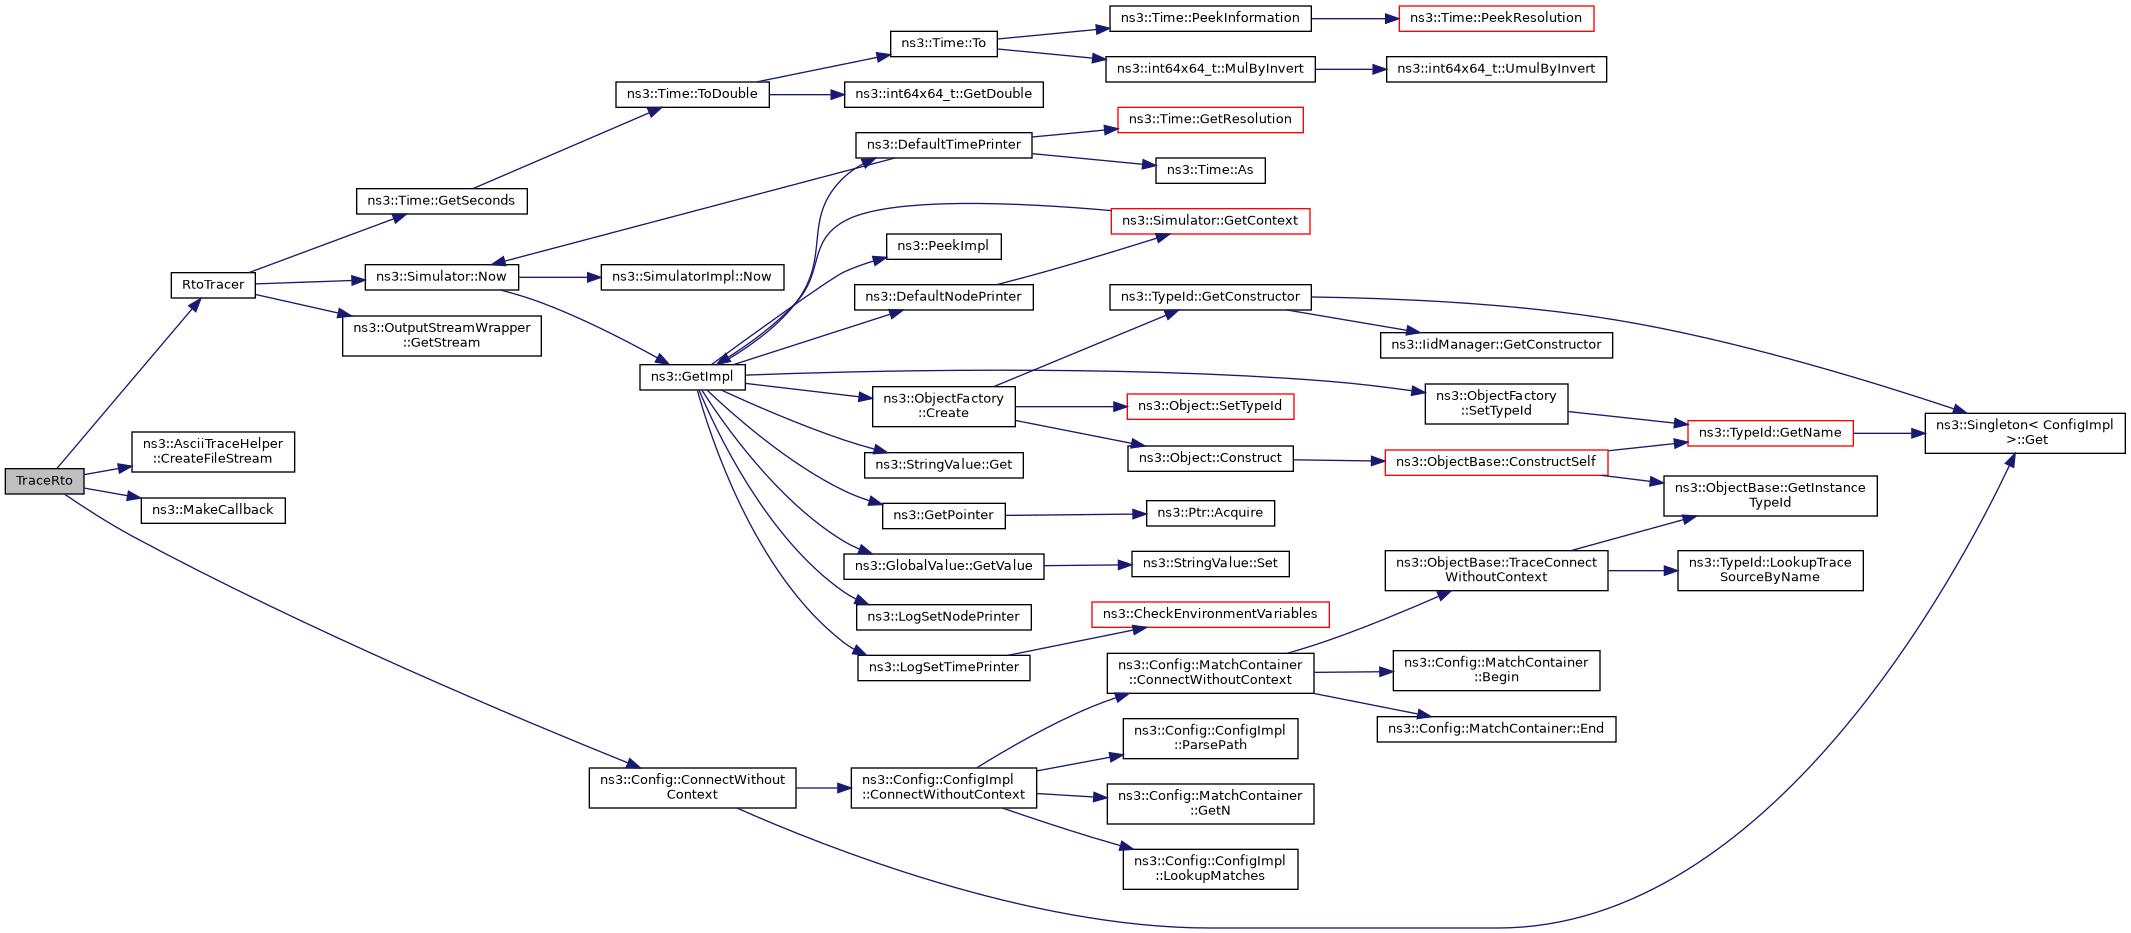 ns3::Time::PeekInformation
ns3::Time::PeekResolution
ns3::Time::To
ns3::int64x64_t::MulByInvert
ns3::int64x64_t::UmulByInvert
ns3::Time::ToDouble
ns3::int64x64_t::GetDouble
ns3::Time::GetResolution
ns3::DefaultTimePrinter
ns3::Time::As
ns3::Time::GetSeconds
ns3::Simulator::GetContext
ns3::PeekImpl
ns3::Simulator::Now
ns3::SimulatorImpl::Now
RtoTracer
ns3::DefaultNodePrinter
ns3::TypeId::GetConstructor
ns3::OutputStreamWrapper
::GetStream
ns3::IidManager::GetConstructor
ns3::GetImpl
ns3::ObjectFactory
::Create
ns3::Object::SetTypeId
ns3::ObjectFactory
::SetTypeId
ns3::TypeId::GetName
ns3::Singleton< ConfigImpl
>::Get
ns3::AsciiTraceHelper
::CreateFileStream
ns3::StringValue::Get
ns3::Object::Construct
ns3::ObjectBase::ConstructSelf
TraceRto
ns3::MakeCallback
ns3::GetPointer
ns3::Ptr::Acquire
ns3::ObjectBase::GetInstance
TypeId
ns3::GlobalValue::GetValue
ns3::StringValue::Set
ns3::ObjectBase::TraceConnect
WithoutContext
ns3::TypeId::LookupTrace
SourceByName
ns3::LogSetNodePrinter
ns3::CheckEnvironmentVariables
ns3::LogSetTimePrinter
ns3::Config::MatchContainer
::ConnectWithoutContext
ns3::Config::MatchContainer
::Begin
ns3::Config::MatchContainer::End
ns3::Config::ConfigImpl
::ParsePath
ns3::Config::ConnectWithout
Context
ns3::Config::ConfigImpl
::ConnectWithoutContext
ns3::Config::MatchContainer
::GetN
ns3::Config::ConfigImpl
::LookupMatches